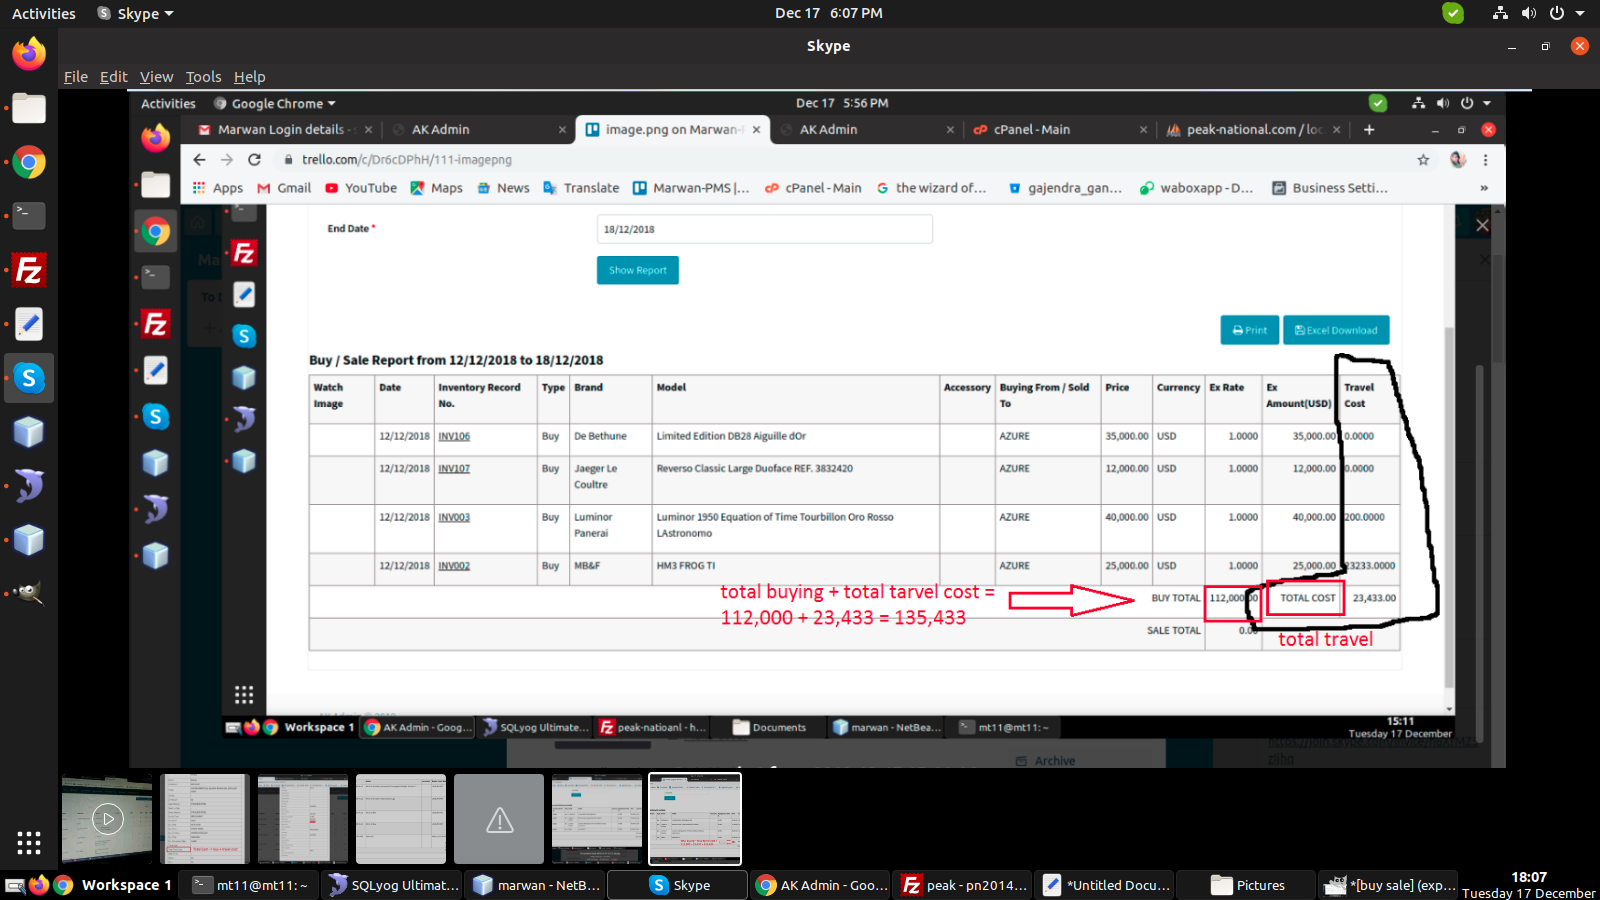 Activities Skype Dec 17 6:07 PM
Skype
File Edit View Tools Help
Activities Google Chrome Dec 17 5:56 PM
Marwan Login details - AK Admin image.png on Marwan- AK Admin cPanel - Main peak-national.com / loc
trello.com/c/Dr6cDPhH/111-imagepng
Apps Gmail YouTube Maps News Translate Marwan-PMS |... cPanel - Main the wizard of... gajendra_gan... waboxapp - D... Business Setti... »
End Date * 18/12/2018
Show Report
Print Excel Download
Buy / Sale Report from 12/12/2018 to 18/12/2018
Watch Image Date Inventory Record No. Type Brand Model Accessory Buying From / Sold To Price Currency Ex Rate Ex Amount(USD) Travel Cost
12/12/2018 INV106 Buy De Bethune Limited Edition DB28 Aiguille dOr AZURE 35,000.00 USD 1.0000 35,000.00 0.0000
12/12/2018 INV107 Buy Jaeger Le Coultre Reverso Classic Large Duoface REF. 3832420 AZURE 12,000.00 USD 1.0000 12,000.00 0.0000
12/12/2018 INV003 Buy Luminor Panerai Luminor 1950 Equation of Time Tourbillon Oro Rosso LAstronomo AZURE 40,000.00 USD 1.0000 40,000.00 200.0000
12/12/2018 INV002 Buy MB&F HM3 FROG TI AZURE 25,000.00 USD 1.0000 25,000.00 23233.0000
total buying + total tarvel cost =
112,000 + 23,433 = 135,433
BUY TOTAL 112,000.00 TOTAL COST 23,433.00
SALE TOTAL 0.00
total travel
Workspace 1 AK Admin - Goog... SQLyog Ultimate... peak-natioanl - h... Documents marwan - NetBea... mt11@mt11: ~ 15:11
Tuesday 17 December
Archive
Workspace 1 mt11@mt11: ~ SQLyog Ultimat... marwan - NetB... Skype AK Admin - Goo... peak - pn2014... *Untitled Docu... Pictures *[buy sale] (exp... 18:07
Tuesday 17 December